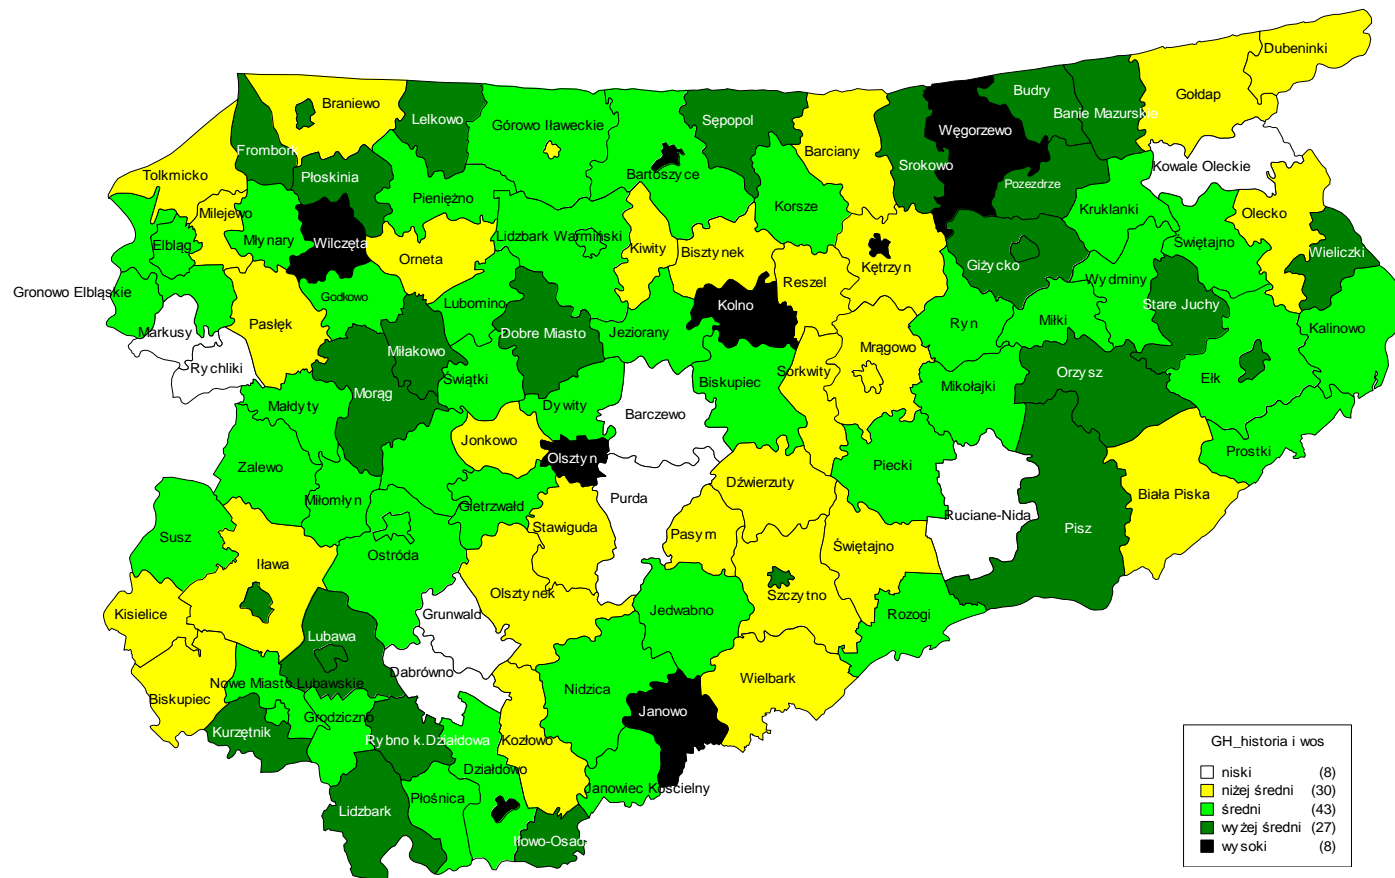 Dubeninki
Gołdap
Budry
Banie Mazurskie
Węgorzewo
Braniewo
Lelkowo
Górowo Iławeckie
Sępopol
Barciany
Srokowo
Kowale Oleckie
Frombork
Tolkmicko
Płoskinia
Bartoszyce
Pozezdrze
Pieniężno
Korsze
Kruklanki
Olecko
Milejewo
Młynary
Elbląg
Wilczęta
Lidzbark Warmiński
Kiwity
Bisztynek
Świętajno
Wieliczki
Orneta
Kętrzyn
Giżycko
Reszel
Wydminy
Gronowo Elbląskie
Godkowo
Lubomino
Kolno
Stare Juchy
Pasłęk
Markusy
Dobre Miasto
Jeziorany
Ryn
Miłki
Kalinowo
Miłakowo
Mrągowo
Rychliki
Świątki
Sorkwity
Orzysz
Ełk
Biskupiec
Mikołajki
Morąg
Małdyty
Dywity
Barczewo
Jonkowo
Olsztyn
Zalewo
Piecki
Prostki
Dźwierzuty
Purda
Biała Piska
Miłomłyn
Gietrzwałd
Ruciane-Nida
Stawiguda
Pasym
Pisz
Susz
Świętajno
Ostróda
Iława
Olsztynek
Szczytno
Kisielice
Grunwald
Jedwabno
Rozogi
Lubawa
Dąbrówno
Wielbark
Nowe Miasto Lubawskie
Nidzica
Biskupiec
Janowo
Grodziczno
Kurzętnik
Rybno k.Działdowa
Kozłowo
Działdowo
Janowiec Kościelny
Płośnica
Lidzbark
Iłowo-Osad
GH_historia i wos
niski (8)
niżej średni (30)
średni (43)
wyżej średni (27)
wysoki (8)